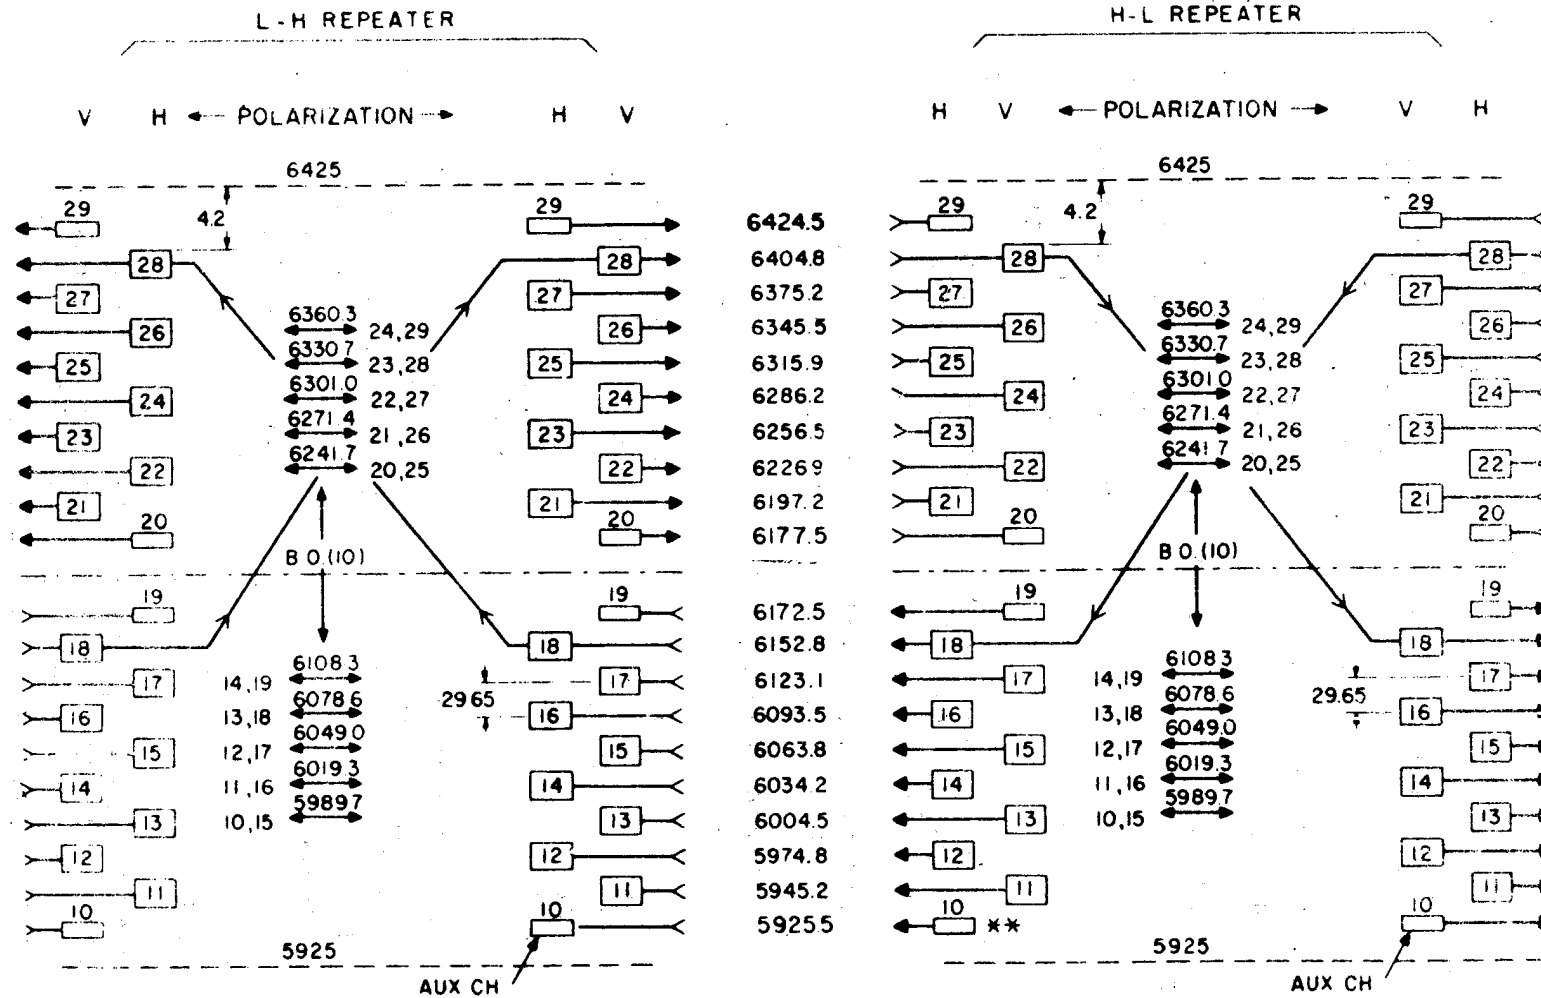 L-H REPEATER H-L REPEATER
V H POLARIZATION H V H V POLARIZATION V H
6425 6425
29 4.2 29 6424.5 29 4.2 29
28 28 6404.8 28 28
27 27 6375.2 27 27
6360.3 24,29 6360.3 24,29
26 26 6345.5 26 26
6330.7 23,28 6330.7 23,28
25 25 6315.9 25 25
6301.0 22,27 6301.0 22,27
24 24 6286.2 24 24
6271.4 21,26 6271.4 21,26
23 23 6256.5 23 23
6241.7 20,25 6241.7 20,25
22 22 6226.9 22 22
21 21 6197.2 21 21
20 20 6177.5 20 20
B O.(10) B O.(10)
19 19 6172.5 19 19
18 18 6152.8 18 18
6108.3 6108.3
17 14,19 17 6123.1 17 14,19 17
29.65 29.65
6078.6 6078.6
16 13,18 16 6093.5 16 13,18 16
6049.0 6049.0
15 12,17 15 6063.8 15 12,17 15
6019.3 6019.3
14 11,16 14 6034.2 14 11,16 14
5989.7 5989.7
13 10,15 13 6004.5 13 10,15 13
12 12 5974.8 12 12
11 11 5945.2 11 11
10 10 5925.5 10 ** 10
5925 5925
AUX CH AUX CH